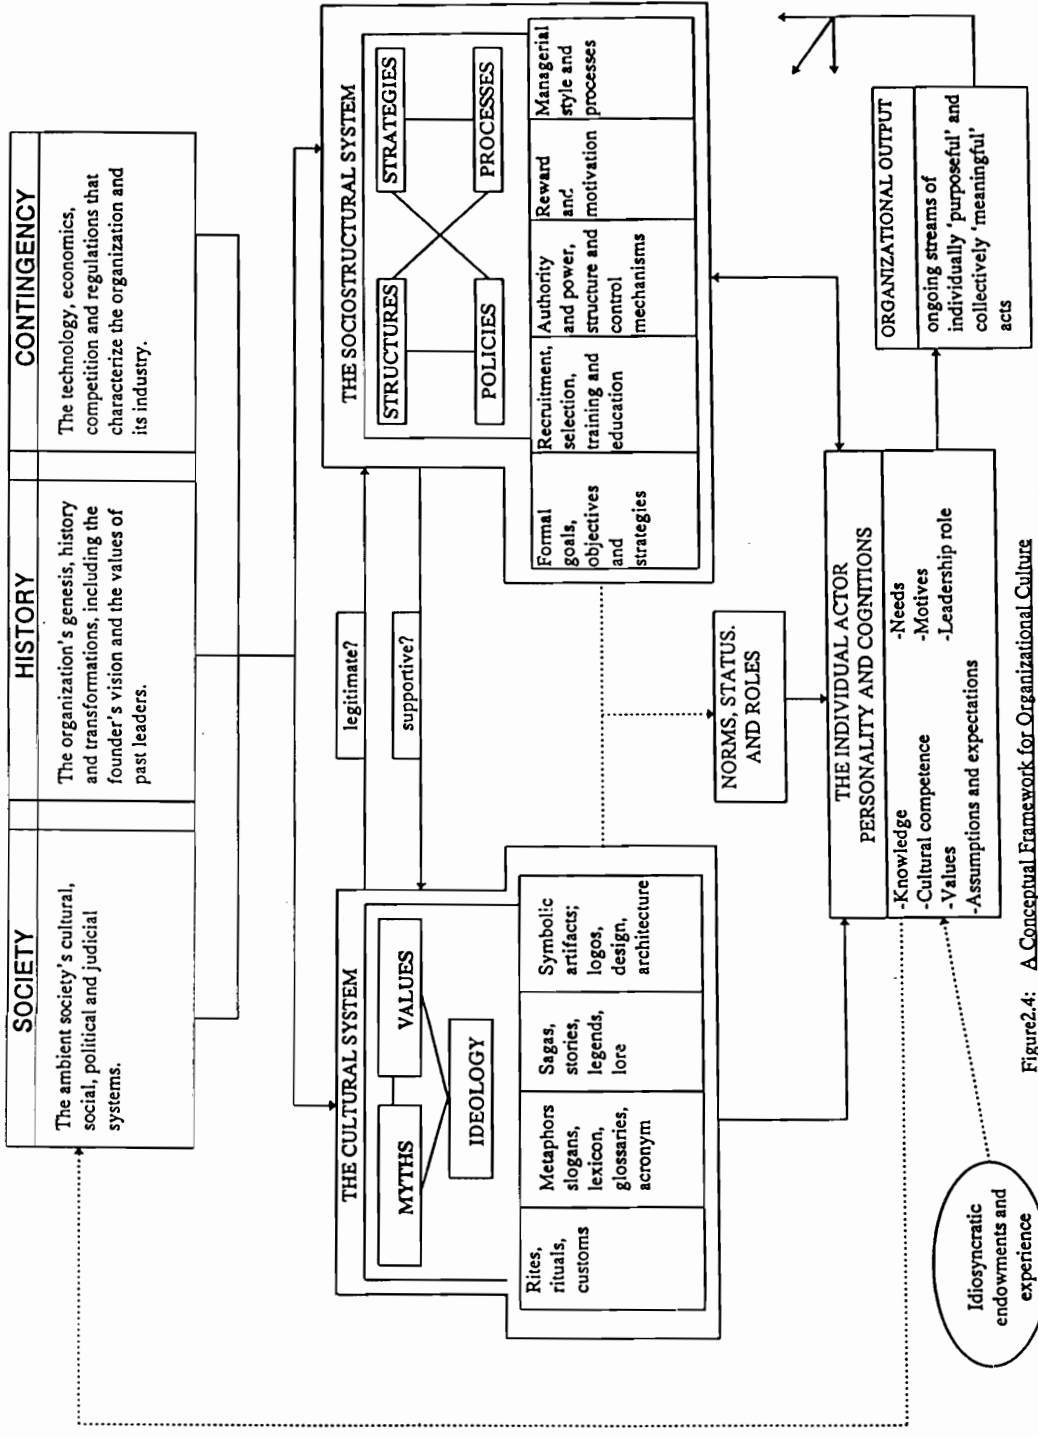 SOCIETY
The ambient society's cultural,
social, political and judicial
systems.
HISTORY
The organization's genesis, history
and transformations, including the
founder's vision and the values of
past leaders.
CONTINGENCY
The technology, economics,
competition and regulations that
characterize the organization and
its industry.
THE CULTURAL SYSTEM
MYTHS
VALUES
IDEOLOGY
Rites,
rituals,
customs
Metaphors
slogans,
lexicon,
glossaries,
acronym
Sagas,
stories,
legends,
lore
Symbolic
artifacts;
logos,
design,
architecture
legitimate?
supportive?
THE SOCIOSTRUCTURAL SYSTEM
STRUCTURES
STRATEGIES
POLICIES
PROCESSES
Formal
goals,
objectives
and
strategies
Recruitment,
selection,
training and
education
Authority
and power,
structure and
control
mechanisms
Reward
and
motivation
Managerial
style and
processes
NORMS, STATUS.
AND ROLES
THE INDIVIDUAL ACTOR
PERSONALITY AND COGNITIONS
-Knowledge
-Cultural competence
-Values
-Assumptions and expectations
-Needs
-Motives
-Leadership role
ORGANIZATIONAL OUTPUT
ongoing streams of
individually 'purposeful' and
collectively 'meaningful'
acts
Idiosyncratic
endowments and
experience
Figure2.4: A Conceptual Framework for Organizational Culture